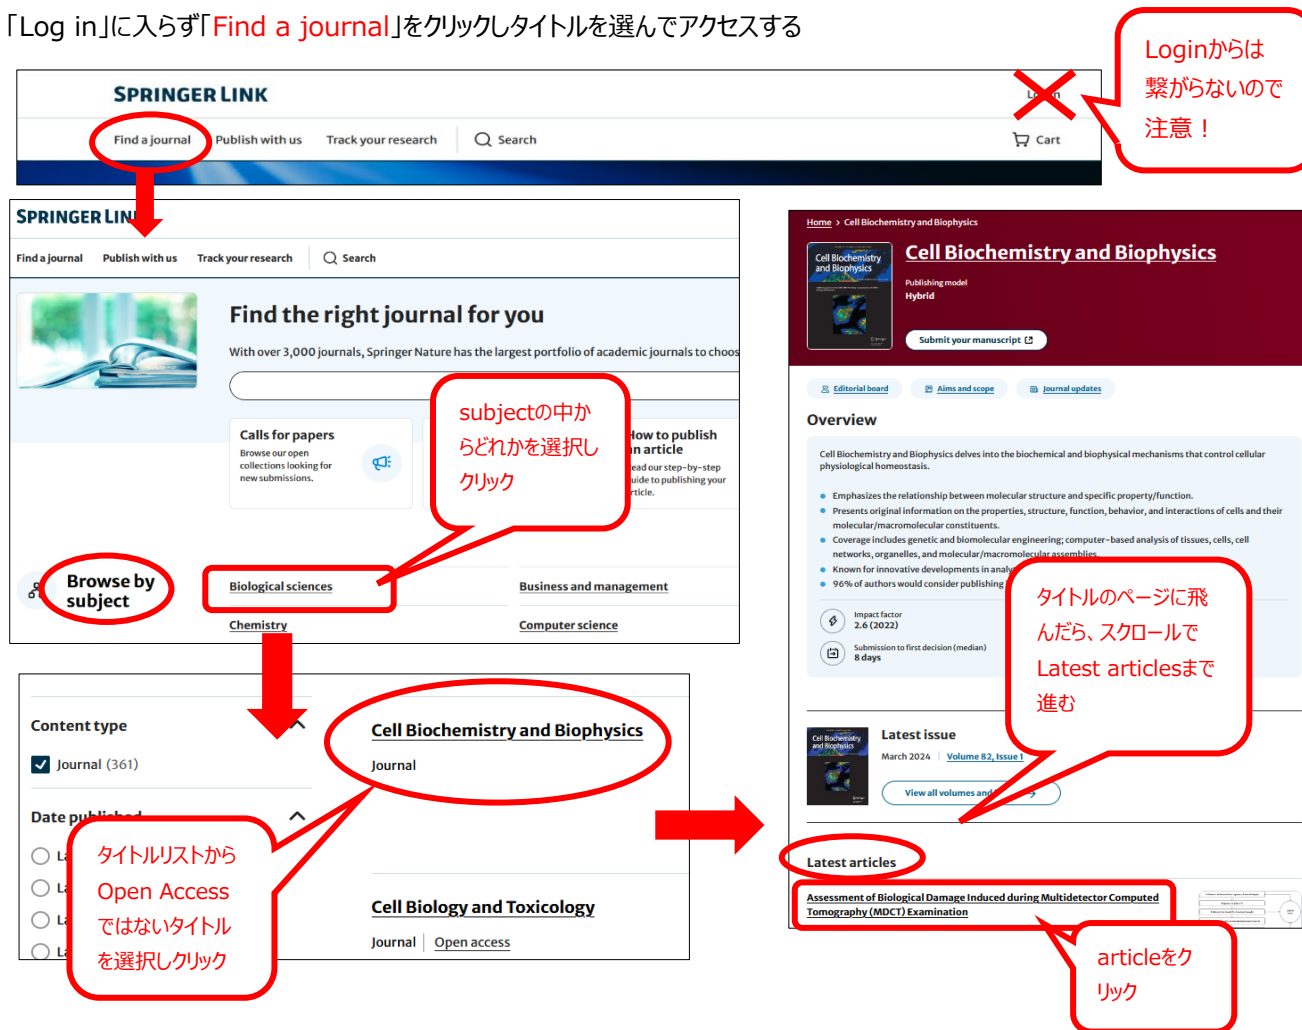 「Log in」に入らず「Find a journal」をクリックしタイトルを選んでアクセスする
Loginからは
繋がらないので
注意！
SPRINGER LINK
Find a journal
Publish with us
Track your research
Search
Cart
SPRINGER LIN
Find a journal
Publish with us
Track your research
Search
Find the right journal for you
With over 3,000 journals, Springer Nature has the largest portfolio of academic journals to choos
Calls for papers
Browse our open
collections looking for
new submissions.
subjectの中か
らどれかを選択し
クリック
How to publish
an article
ead our step-by-step
uide to publishing your
rticle.
Browse by
subject
Biological sciences
Business and management
Chemistry
Computer science
Content type
Journal (361)
Date published
タイトルリストから
Open Access
ではないタイトル
を選択しクリック
Cell Biochemistry and Biophysics
Journal
Cell Biology and Toxicology
Journal
Open access
Home > Cell Biochemistry and Biophysics
Cell Biochemistry
and Biophysics
Cell Biochemistry and Biophysics
Publishing model
Hybrid
Submit your manuscript
Editorial board
Aims and scope
Journal updates
Overview
Cell Biochemistry and Biophysics delves into the biochemical and biophysical mechanisms that control cellular
physiological homeostasis.
Emphasizes the relationship between molecular structure and specific property/function.
Presents original information on the properties, structure, function, behavior, and interactions of cells and their
molecular/macromolecular constituents.
Coverage includes genetic and biomolecular engineering; computer-based analysis of tissues, cells, cell
networks, organelles, and molecular/macromolecular assemblies.
Known for innovative developments in analy
96% of authors would consider publishing
Impact factor
2.6 (2022)
Submission to first decision (median)
8 days
タイトルのページに飛
んだら、スクロールで
Latest articlesまで
進む
Cell Biochemistry
and Biophysics
Latest issue
March 2024
Volume 82, Issue 1
View all volumes and
Latest articles
Assessment of Biological Damage Induced during Multidetector Computed
Tomography (MDCT) Examination
articleをク
リック